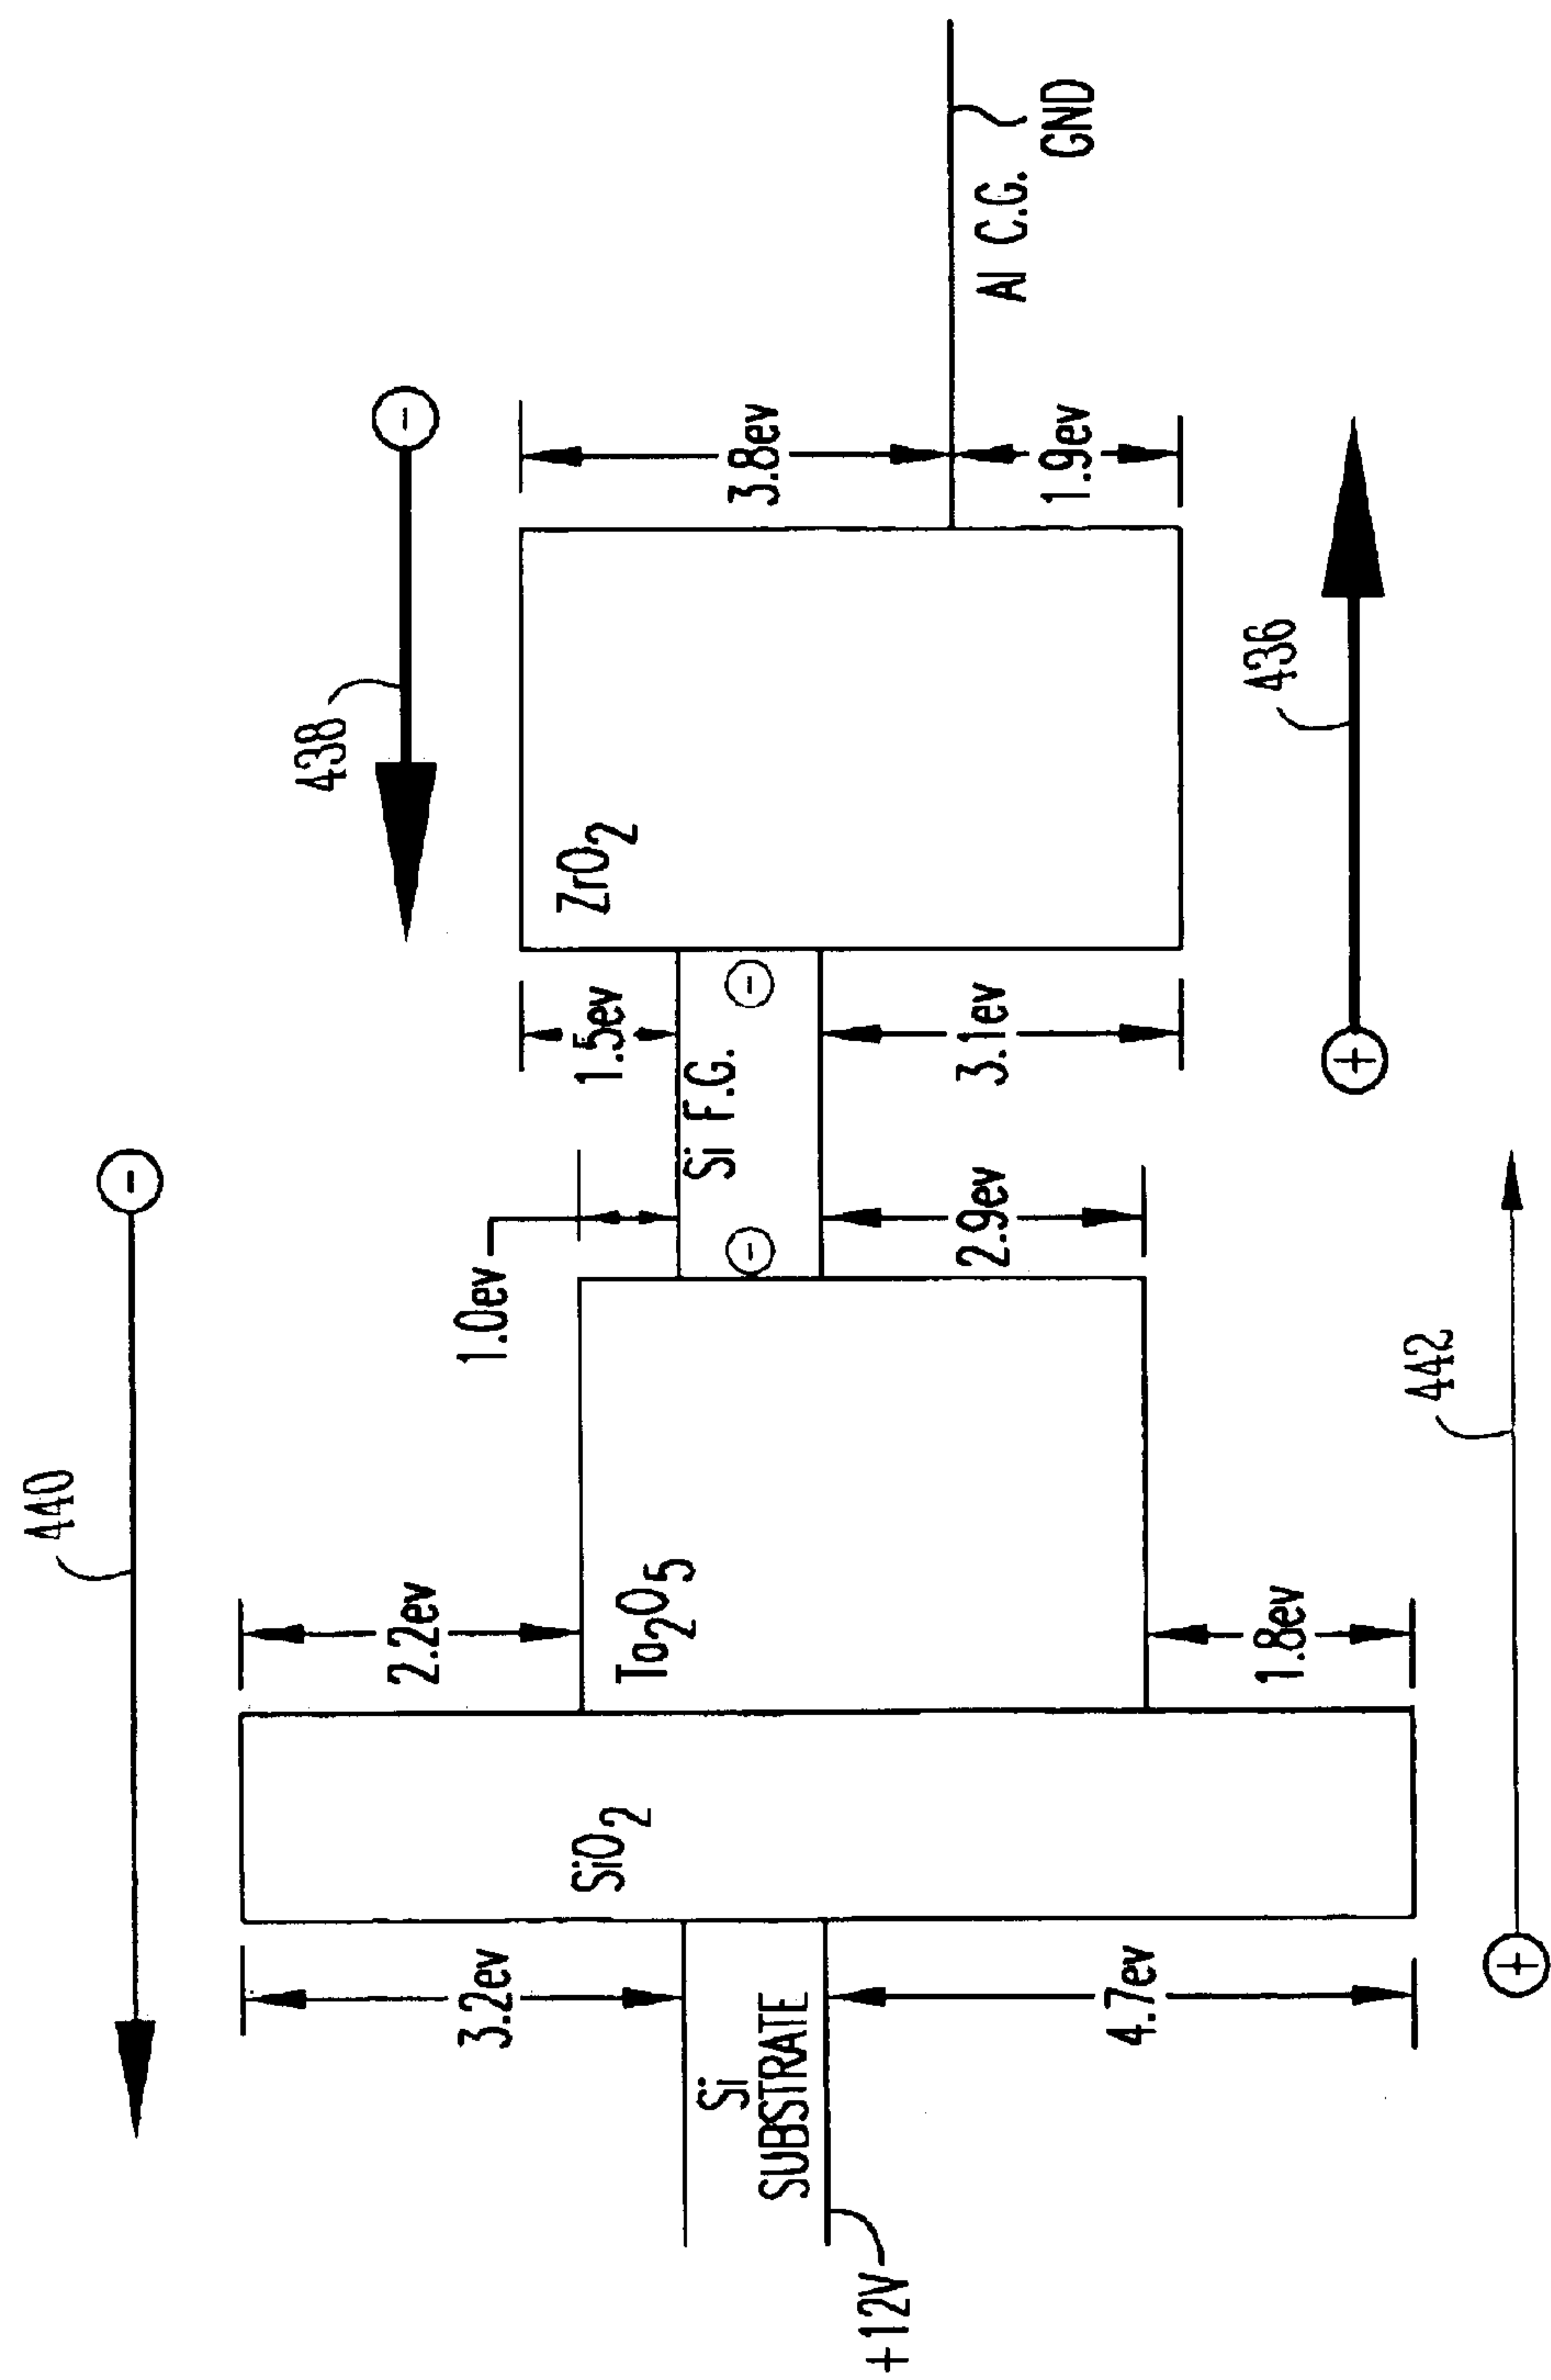 440
-
438
-
2.2ev
3.2ev
1.0ev
SiO₂
Ta₂O₅
1.5ev
ZrO₂
Si
SUBSTRATE
Si F.G.
-
-
3.8ev
+12V
2.9ev
3.1ev
Al C.G.
GND
1.9ev
4.7ev
1.8ev
436
+
442
+